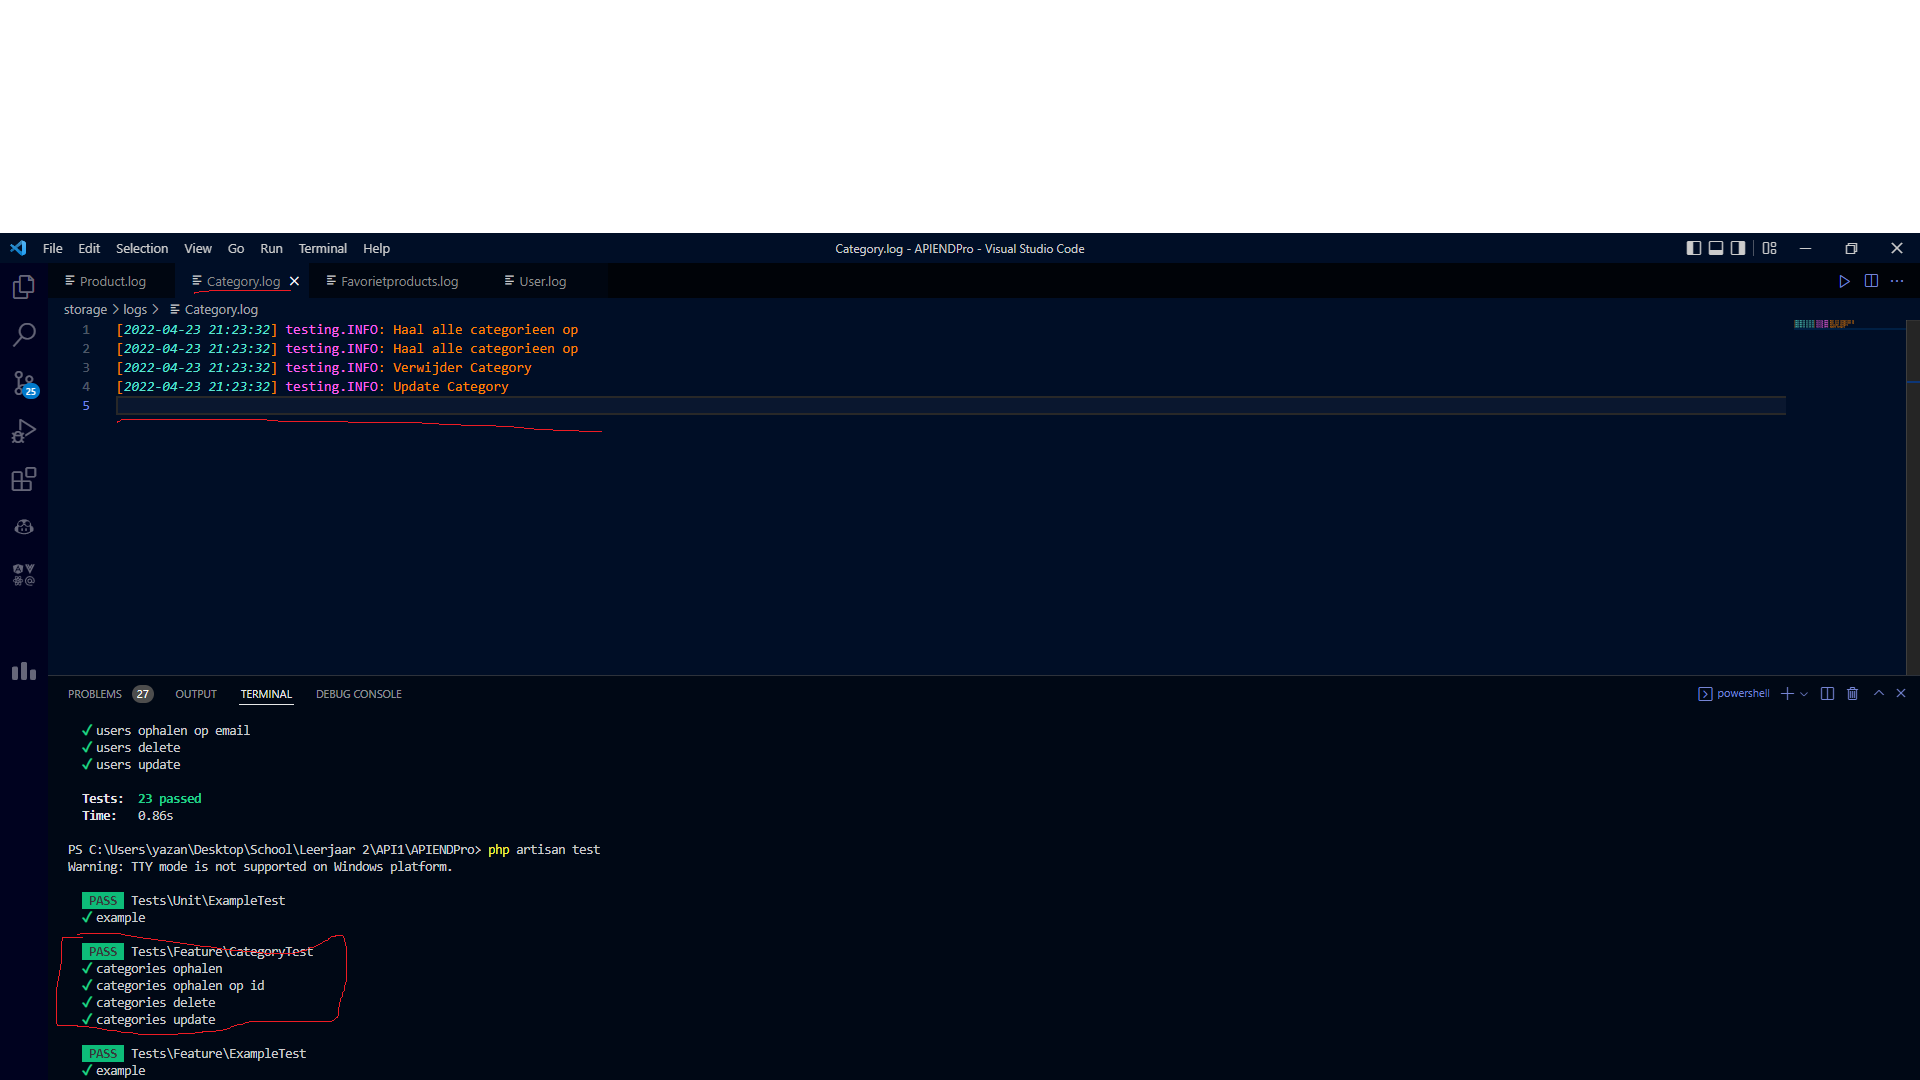 File Edit Selection View Go Run Terminal Help
Category.log - APIENDPro - Visual Studio Code
Product.log Category.log Favorietproducts.log User.log
storage > logs > Category.log
1 [2022-04-23 21:23:32] testing.INFO: Haal alle categorieen op
2 [2022-04-23 21:23:32] testing.INFO: Haal alle categorieen op
3 [2022-04-23 21:23:32] testing.INFO: Verwijder Category
4 [2022-04-23 21:23:32] testing.INFO: Update Category
5
25
PROBLEMS 27 OUTPUT TERMINAL DEBUG CONSOLE
powershell
✓ users ophalen op email
✓ users delete
✓ users update
Tests: 23 passed
Time: 0.86s
PS C:\Users\yazan\Desktop\School\Leerjaar 2\API1\APIENDPro> php artisan test
Warning: TTY mode is not supported on Windows platform.
PASS Tests\Unit\ExampleTest
✓ example
PASS Tests\Feature\CategoryTest
✓ categories ophalen
✓ categories ophalen op id
✓ categories delete
✓ categories update
PASS Tests\Feature\ExampleTest
✓ example